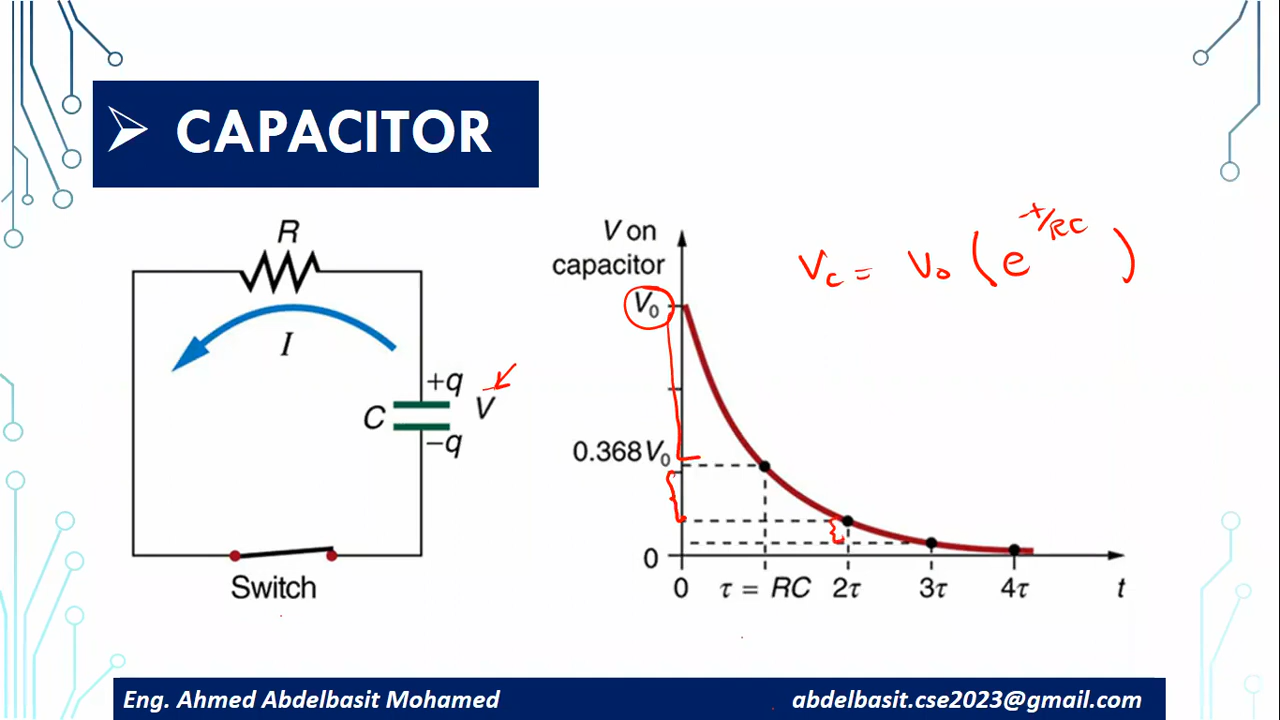 CAPACITOR
R
I
+q
C
V
−q
Switch
V on
capacitor
V₀
0.368V₀
0
0
τ = RC
2τ
3τ
4τ
t
Vc = V₀ (e^-t/RC)
Eng. Ahmed Abdelbasit Mohamed
abdelbasit.cse2023@gmail.com